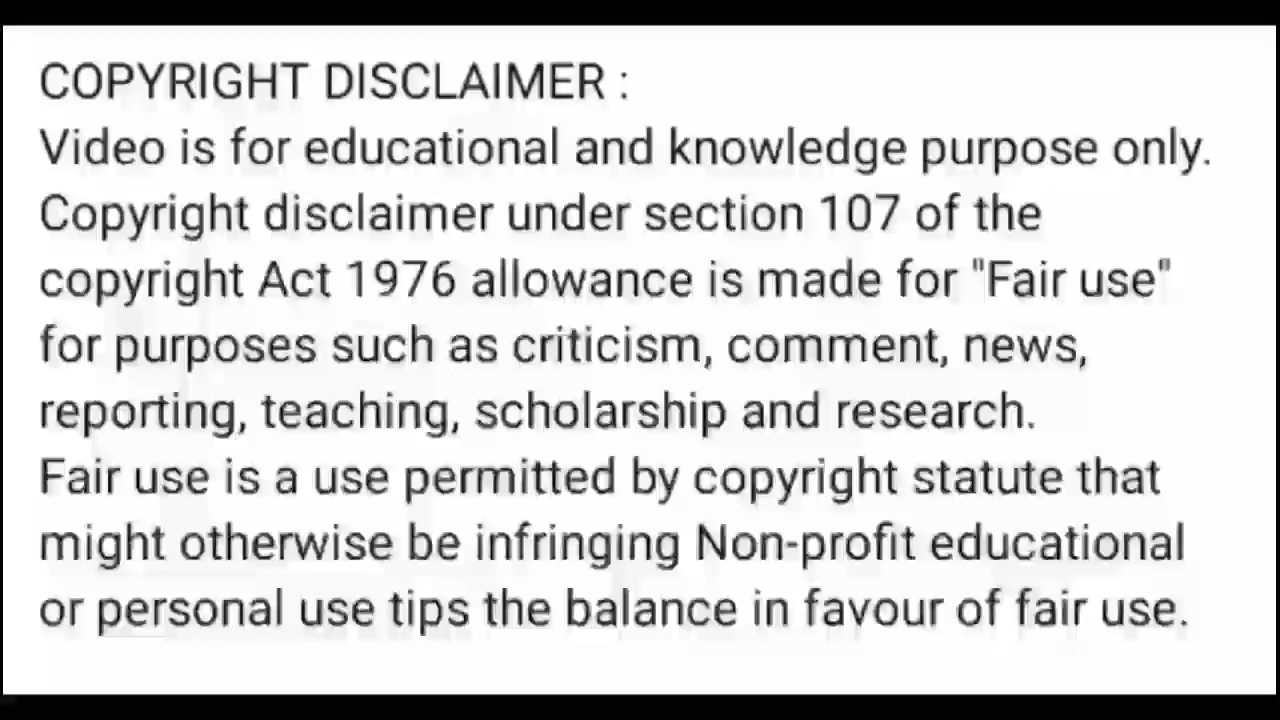 COPYRIGHT DISCLAIMER :
Video is for educational and knowledge purpose only.
Copyright disclaimer under section 107 of the
copyright Act 1976 allowance is made for "Fair use"
for purposes such as criticism, comment, news,
reporting, teaching, scholarship and research.
Fair use is a use permitted by copyright statute that
might otherwise be infringing Non-profit educational
or personal use tips the balance in favour of fair use.